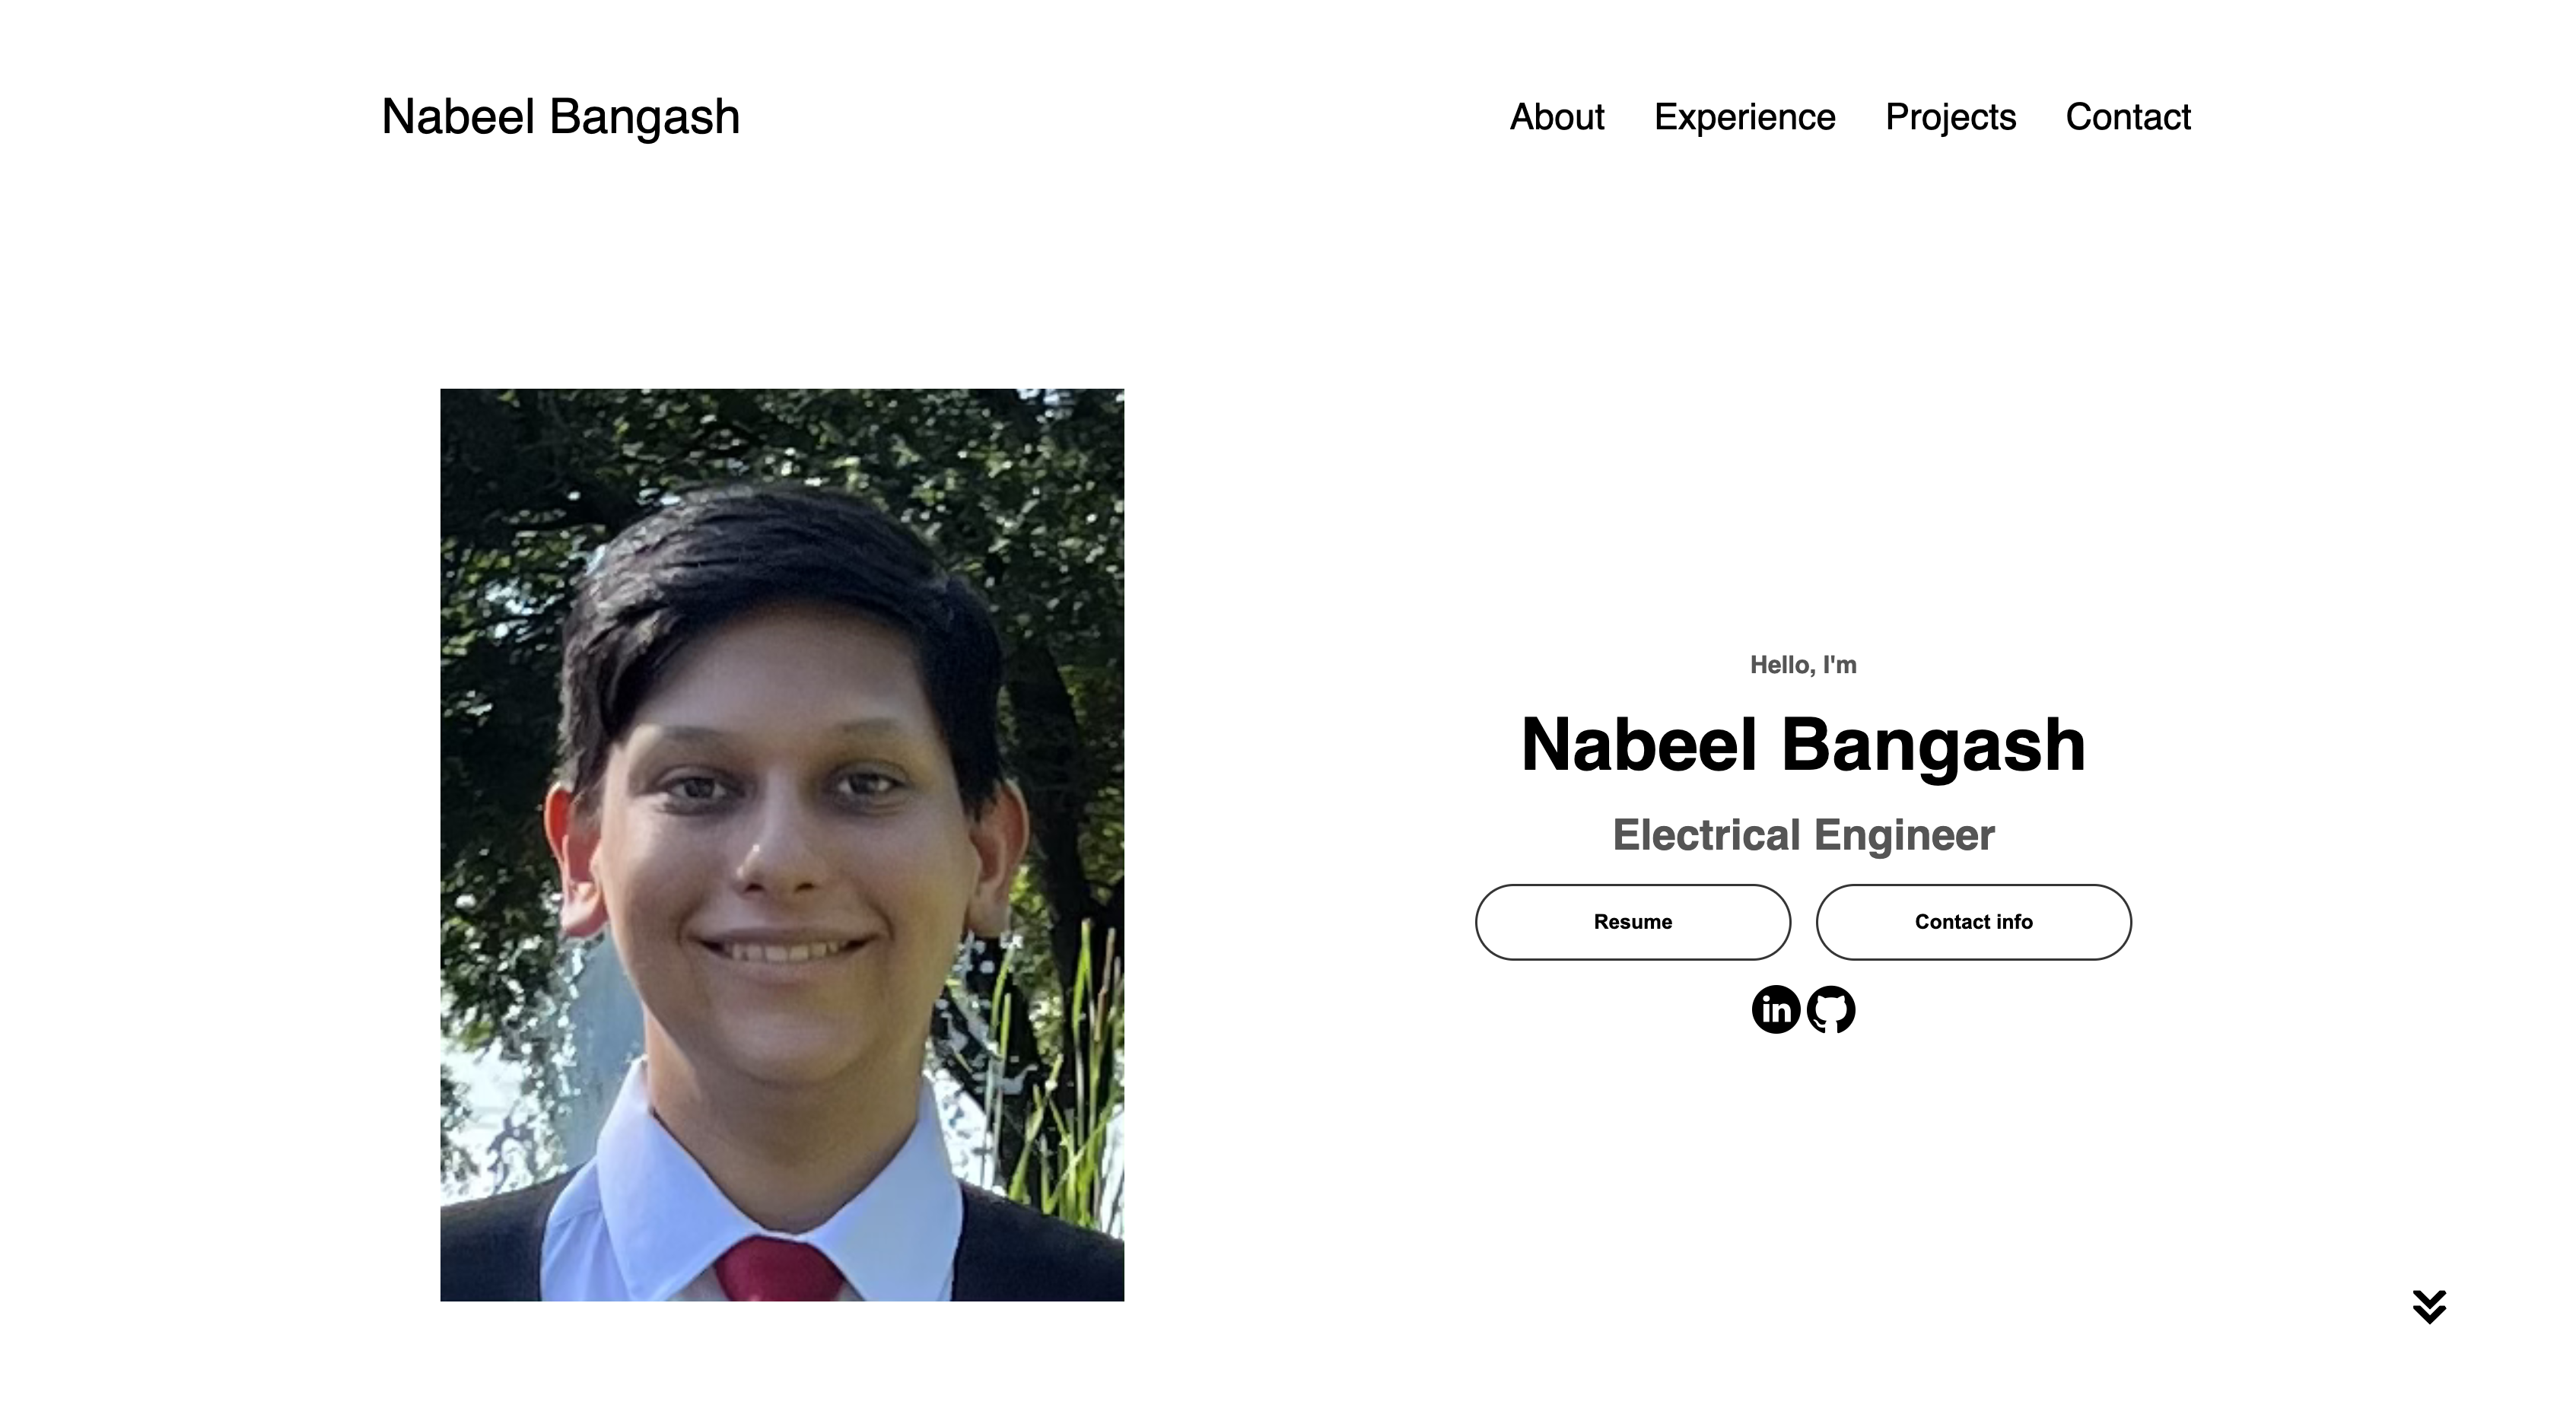 Nabeel Bangash
About Experience Projects Contact
Hello, I'm
Nabeel Bangash
Electrical Engineer
Resume Contact info
in